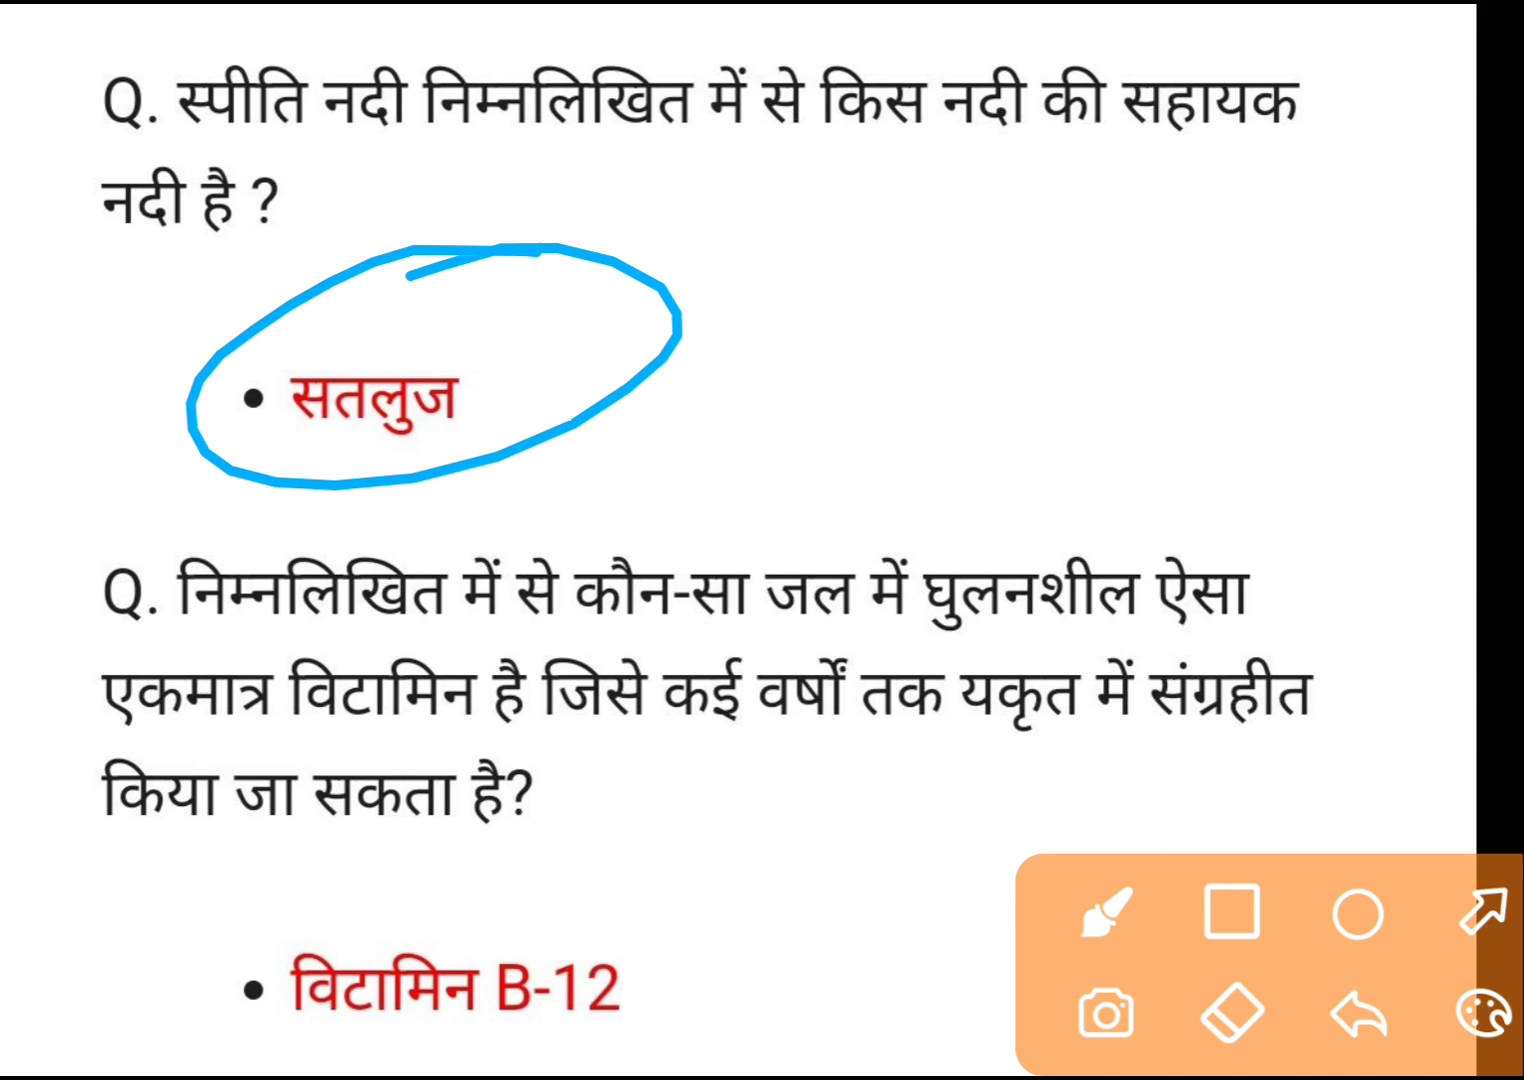 Q. स्पीति नदी निम्नलिखित में से किस नदी की सहायक
नदी है ?
• सतलुज
Q. निम्नलिखित में से कौन-सा जल में घुलनशील ऐसा
एकमात्र विटामिन है जिसे कई वर्षों तक यकृत में संग्रहीत
किया जा सकता है?
• विटामिन B-12